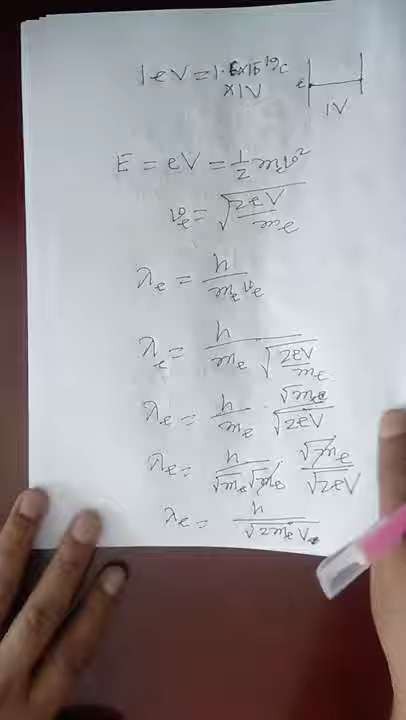 1eV = 1.6×10⁻¹⁹C
×1V
e
1V
E = eV = ½ mₑv²
vₑ = √(2eV/mₑ)
λₑ = h/(mₑvₑ)
λₑ = h/(mₑ√(2eV/mₑ))
λₑ = h/mₑ · √mₑ/√(2eV)
λₑ = h/(√mₑ√mₑ) · √mₑ/√(2eV)
λₑ = h/√(2mₑeV)